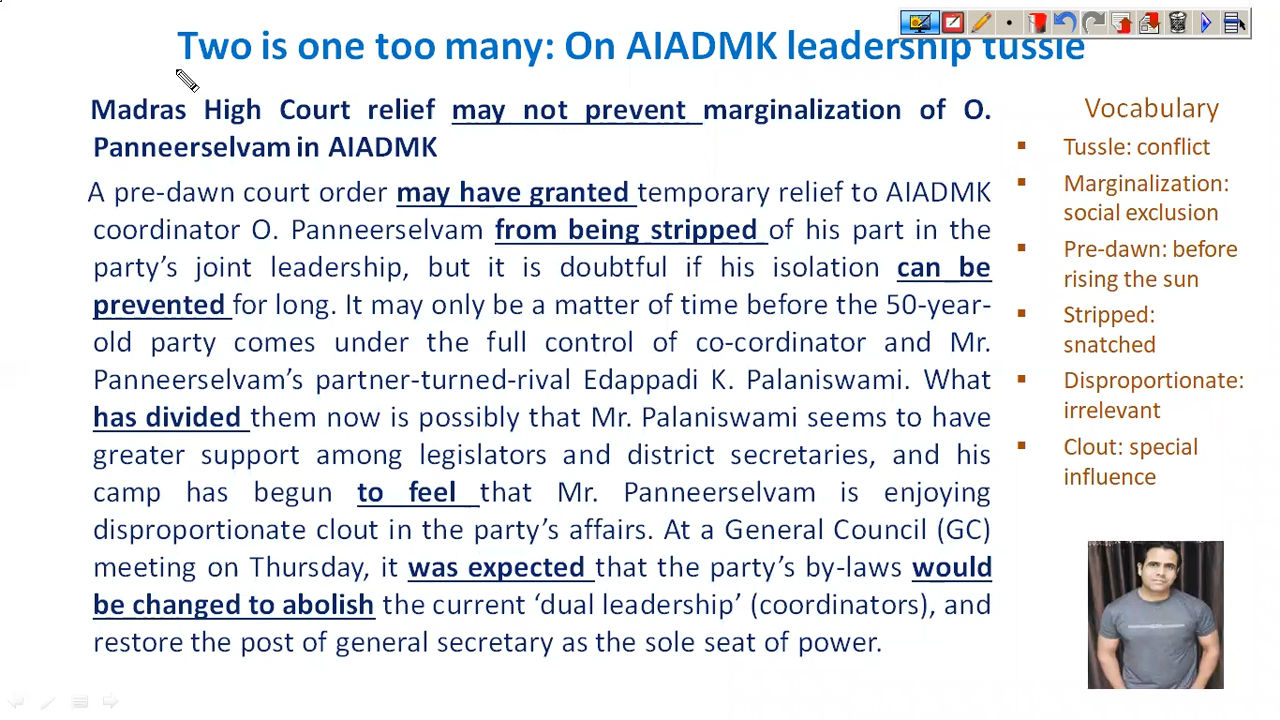 Two is one too many: On AIADMK leadership tussle
Madras High Court relief may not prevent marginalization of O.
Panneerselvam in AIADMK
A pre-dawn court order may have granted temporary relief to AIADMK
coordinator O. Panneerselvam from being stripped of his part in the
party’s joint leadership, but it is doubtful if his isolation can be
prevented for long. It may only be a matter of time before the 50-year-
old party comes under the full control of co-cordinator and Mr.
Panneerselvam’s partner-turned-rival Edappadi K. Palaniswami. What
has divided them now is possibly that Mr. Palaniswami seems to have
greater support among legislators and district secretaries, and his
camp has begun to feel that Mr. Panneerselvam is enjoying
disproportionate clout in the party’s affairs. At a General Council (GC)
meeting on Thursday, it was expected that the party’s by-laws would
be changed to abolish the current ‘dual leadership’ (coordinators), and
restore the post of general secretary as the sole seat of power.
Vocabulary
Tussle: conflict
Marginalization:
social exclusion
Pre-dawn: before
rising the sun
Stripped:
snatched
Disproportionate:
irrelevant
Clout: special
influence